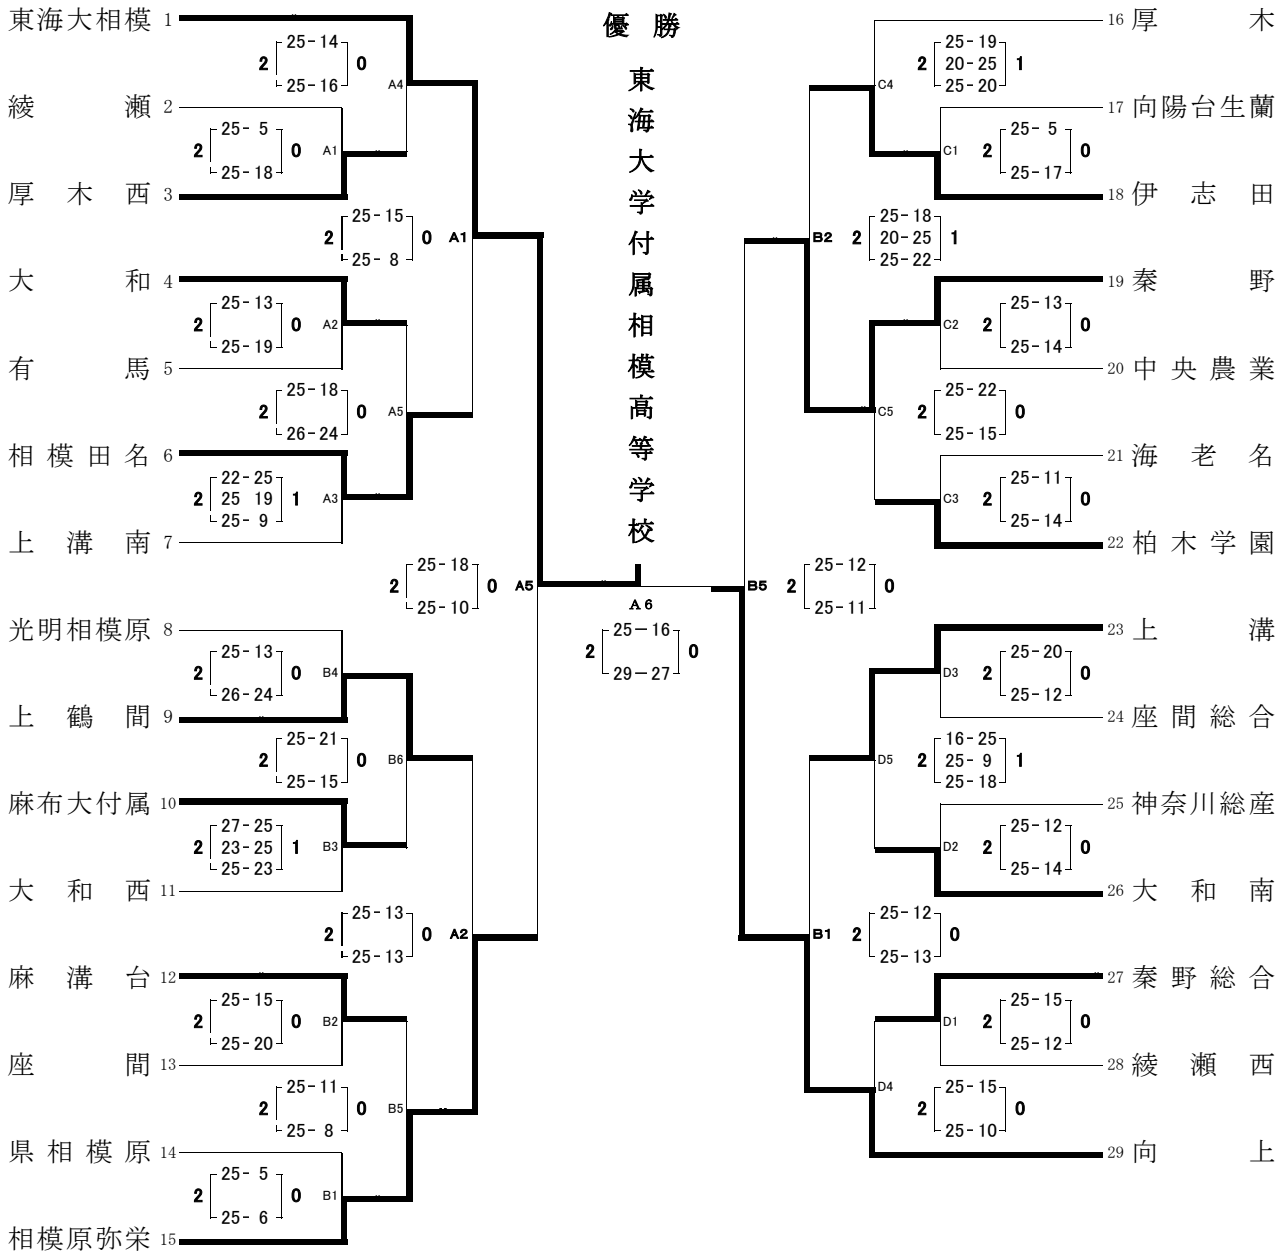 優 勝
東海大学付属相模高等学校
東海大相模 1
25-14
2 0
25-16
A4
綾瀬 2
25- 5
2 0 A1
25-18
厚木西 3
25-15
2 0 A1
25- 8
大和 4
25-13
2 0 A2
25-19
有馬 5
25-18
2 0 A5
26-24
相模田名 6
22-25
2 25 19 1 A3
25- 9
上溝南 7
25-18
2 0 A5
25-10
光明相模原 8
25-13
2 0 B4
26-24
上鶴間 9
25-21
2 0 B6
25-15
麻布大付属 10
27-25
2 23-25 1 B3
25-23
大和西 11
25-13
2 0 A2
25-13
麻溝台 12
25-15
2 0 B2
25-20
座間 13
25-11
2 0 B5
25- 8
県相模原 14
25- 5
2 0 B1
25- 6
相模原弥栄 15
A6
25-16
2 0
29-27
16 厚木
25-19
C4 2 20-25 1
25-20
17 向陽台生蘭
25- 5
C1 2 0
25-17
18 伊志田
25-18
B2 2 20-25 1
25-22
19 秦野
25-13
C2 2 0
25-14
20 中央農業
25-22
C5 2 0
25-15
21 海老名
25-11
C3 2 0
25-14
22 柏木学園
25-12
B5 2 0
25-11
23 上溝
25-20
D3 2 0
25-12
24 座間総合
16-25
D5 2 25- 9 1
25-18
25 神奈川総産
25-12
D2 2 0
25-14
26 大和南
25-12
B1 2 0
25-13
27 秦野総合
25-15
D1 2 0
25-12
28 綾瀬西
25-15
D4 2 0
25-10
29 向上